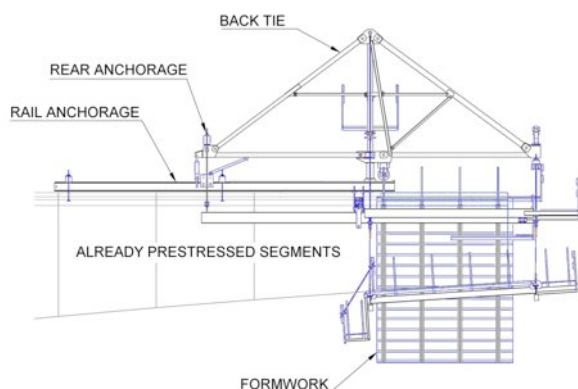 BACK TIE
REAR ANCHORAGE
RAIL ANCHORAGE
ALREADY PRESTRESSED SEGMENTS
FORMWORK